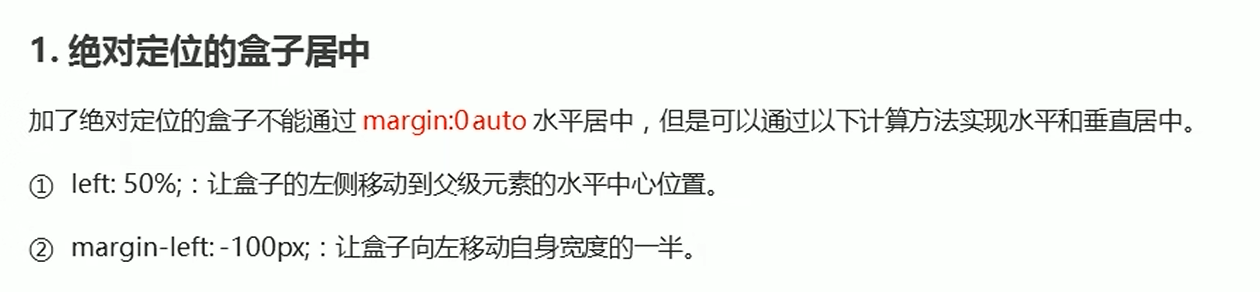 1. 绝对定位的盒子居中
加了绝对定位的盒子不能通过 margin:0 auto 水平居中，但是可以通过以下计算方法实现水平和垂直居中。
① left: 50%;：让盒子的左侧移动到父级元素的水平中心位置。
② margin-left: -100px;：让盒子向左移动自身宽度的一半。